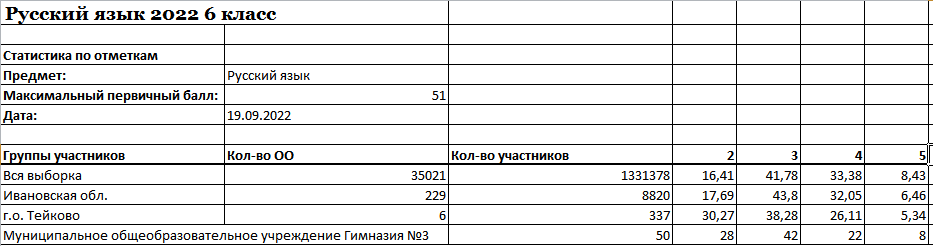 Русский язык 2022 6 класс
Статистика по отметкам
Предмет: Русский язык
Максимальный первичный балл: 51
Дата: 19.09.2022
Группы участников Кол-во ОО Кол-во участников 2 3 4 5
Вся выборка 35021 1331378 16,41 41,78 33,38 8,43
Ивановская обл. 229 8820 17,69 43,8 32,05 6,46
г.о. Тейково 6 337 30,27 38,28 26,11 5,34
Муниципальное общеобразовательное учреждение Гимназия №3 50 28 42 22 8